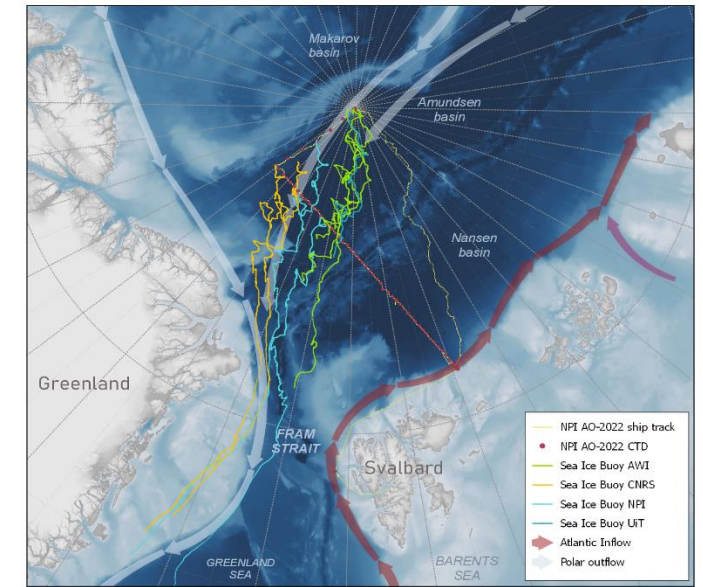 Makarov
basin
Amundsen
basin
Nansen
basin
Greenland
FRAM
STRAIT
Svalbard
GREENLAND
SEA
BARENTS
SEA
NPI AO-2022 ship track
NPI AO-2022 CTD
Sea Ice Buoy AWI
Sea Ice Buoy CNRS
Sea Ice Buoy NPI
Sea Ice Buoy UiT
Atlantic Inflow
Polar outflow